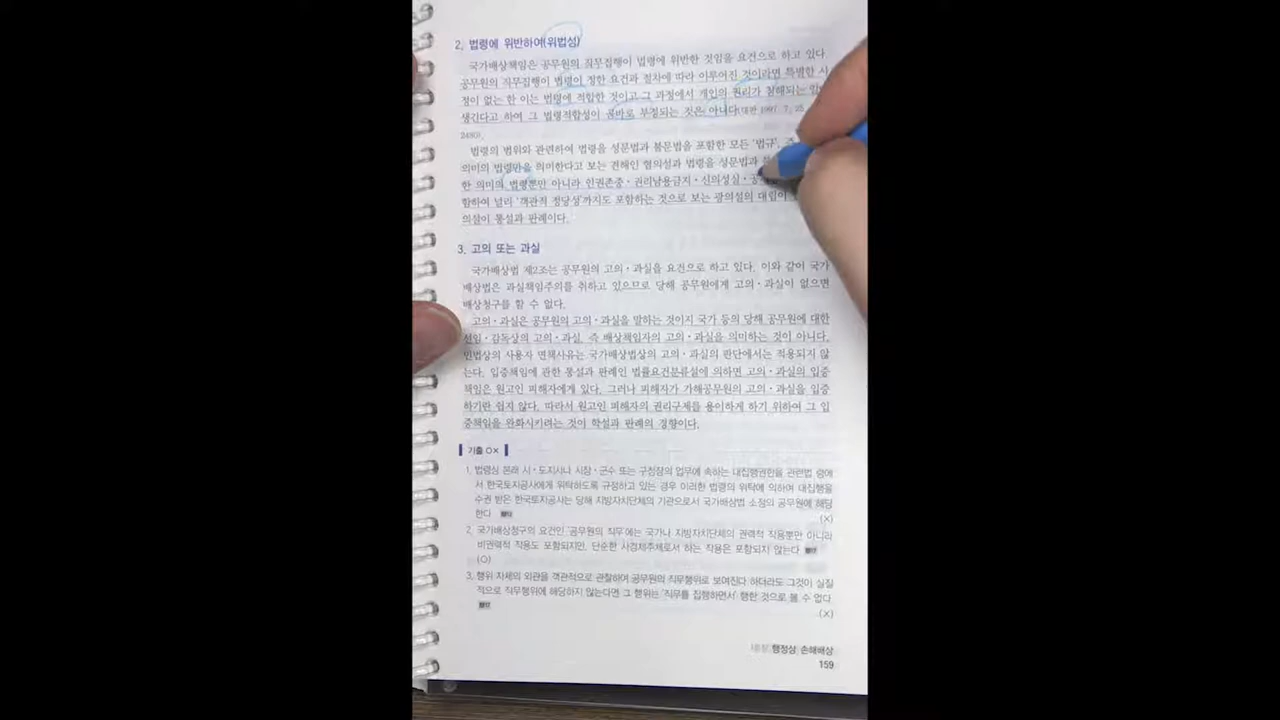 2. 법령에 위반하여(위법성)
국가배상책임은 공무원의 직무집행이 법령에 위반한 것임을 요건으로 하고 있다.
공무원의 직무집행이 법령이 정한 요건과 절차에 따라 이루어진 것이라면 특별한 사
정이 없는 한 이는 법령에 적합한 것이고 그 과정에서 개인의 권리가 침해되는 일이
생긴다고 하여 그 법령적합성이 곧바로 부정되는 것은 아니다(대판 1997. 7. 25.
2480).
법령의 범위와 관련하여 법령을 성문법과 불문법을 포함한 모든 '법규',
의미의 법령만을 의미한다고 보는 견해인 협의설과 법령을 성문법과
한 의미의 법령뿐만 아니라 인권존중・권리남용금지・신의성실・공
함하여 널리 '객관적 정당성'까지도 포함하는 것으로 보는 광의설의 대립이
의설이 통설과 판례이다.
3. 고의 또는 과실
국가배상법 제2조는 공무원의 고의・과실을 요건으로 하고 있다. 이와 같이 국가
배상법은 과실책임주의를 취하고 있으므로 당해 공무원에게 고의・과실이 없으면
배상청구를 할 수 없다.
고의・과실은 공무원의 고의・과실을 말하는 것이지 국가 등의 당해 공무원에 대한
선임・감독상의 고의・과실, 즉 배상책임자의 고의・과실을 의미하는 것이 아니다.
민법상의 사용자 면책사유는 국가배상법상의 고의・과실의 판단에서는 적용되지 않
는다. 입증책임에 관한 통설과 판례인 법률요건분류설에 의하면 고의・과실의 입증
책임은 원고인 피해자에게 있다. 그러나 피해자가 가해공무원의 고의・과실을 입증
하기란 쉽지 않다. 따라서 원고인 피해자의 권리구제를 용이하게 하기 위하여 그 입
증책임을 완화시키려는 것이 학설과 판례의 경향이다.
기출 ○×
1. 법령상 본래 시・도지사나 시장・군수 또는 구청장의 업무에 속하는 대집행권한을 관련법 령에
서 한국토지공사에게 위탁하도록 규정하고 있는 경우 이러한 법령의 위탁에 의하여 대집행을
수권 받은 한국토지공사는 당해 지방자치단체의 기관으로서 국가배상법 소정의 공무원에 해당
한다
(X)
2. 국가배상청구의 요건인 '공무원의 직무'에는 국가나 지방자치단체의 권력적 작용뿐만 아니라
비권력적 작용도 포함되지만, 단순한 사경제주체로서 하는 작용은 포함되지 않는다
(○)
3. 행위 자체의 외관을 객관적으로 관찰하여 공무원의 직무행위로 보여진다 하더라도 그것이 실질
적으로 직무행위에 해당하지 않는다면 그 행위는 '직무를 집행하면서' 행한 것으로 볼 수 없다.
(X)
행정상 손해배상
159